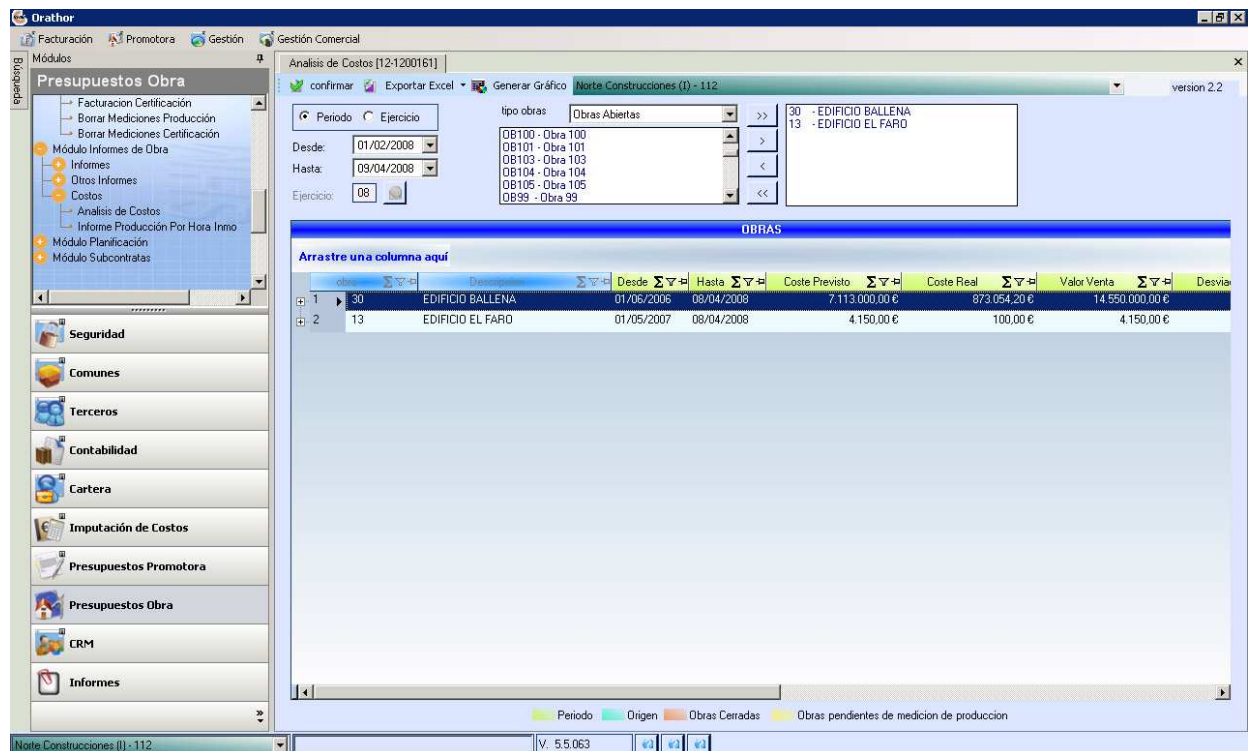 Orathor
Facturación Promotora Gestión Gestión Comercial
Búsqueda
Módulos
Presupuestos Obra
Facturacion Certificación
Borrar Mediciones Producción
Borrar Mediciones Certificación
Módulo Informes de Obra
Informes
Otros Informes
Costos
Analisis de Costos
Informe Producción Por Hora Inmo
Módulo Planificación
Módulo Subcontratas
Seguridad
Comunes
Terceros
Contabilidad
Cartera
Imputación de Costos
Presupuestos Promotora
Presupuestos Obra
CRM
Informes
Analisis de Costos [12-1200161]
confirmar Exportar Excel Generar Gráfico Norte Construcciones (I) - 112 version 2.2
Periodo Ejercicio
Desde: 01/02/2008
Hasta: 09/04/2008
Ejercicio: 08
tipo obras Obras Abiertas
OB100 - Obra 100
OB101 - Obra 101
OB103 - Obra 103
OB104 - Obra 104
OB105 - Obra 105
OB99 - Obra 99
>>
>
<
<<
30 - EDIFICIO BALLENA
13 - EDIFICIO EL FARO
OBRAS
Arrastre una columna aquí
obra Descripcion Desde Hasta Coste Previsto Coste Real Valor Venta Desvia
1 30 EDIFICIO BALLENA 01/06/2006 08/04/2008 7.113.000,00 € 873.054,20 € 14.550.000,00 €
2 13 EDIFICIO EL FARO 01/05/2007 08/04/2008 4.150,00 € 100,00 € 4.150,00 €
Periodo Origen Obras Cerradas Obras pendientes de medicion de produccion
Norte Construcciones (I) - 112 V. 5.5.063